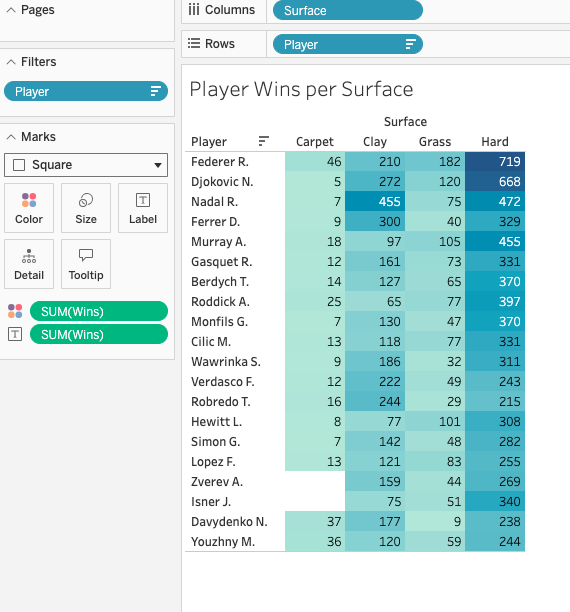 Pages
Columns Surface
Rows Player
Filters
Player
Marks
Square
Color Size Label
Detail Tooltip
SUM(Wins)
SUM(Wins)
Player Wins per Surface
Surface
Player Carpet Clay Grass Hard
Federer R. 46 210 182 719
Djokovic N. 5 272 120 668
Nadal R. 7 455 75 472
Ferrer D. 9 300 40 329
Murray A. 18 97 105 455
Gasquet R. 12 161 73 331
Berdych T. 14 127 65 370
Roddick A. 25 65 77 397
Monfils G. 7 130 47 370
Cilic M. 13 118 77 331
Wawrinka S. 9 186 32 311
Verdasco F. 12 222 49 243
Robredo T. 16 244 29 215
Hewitt L. 8 77 101 308
Simon G. 7 142 48 282
Lopez F. 13 121 83 255
Zverev A. 159 44 269
Isner J. 75 51 340
Davydenko N. 37 177 9 238
Youzhny M. 36 120 59 244